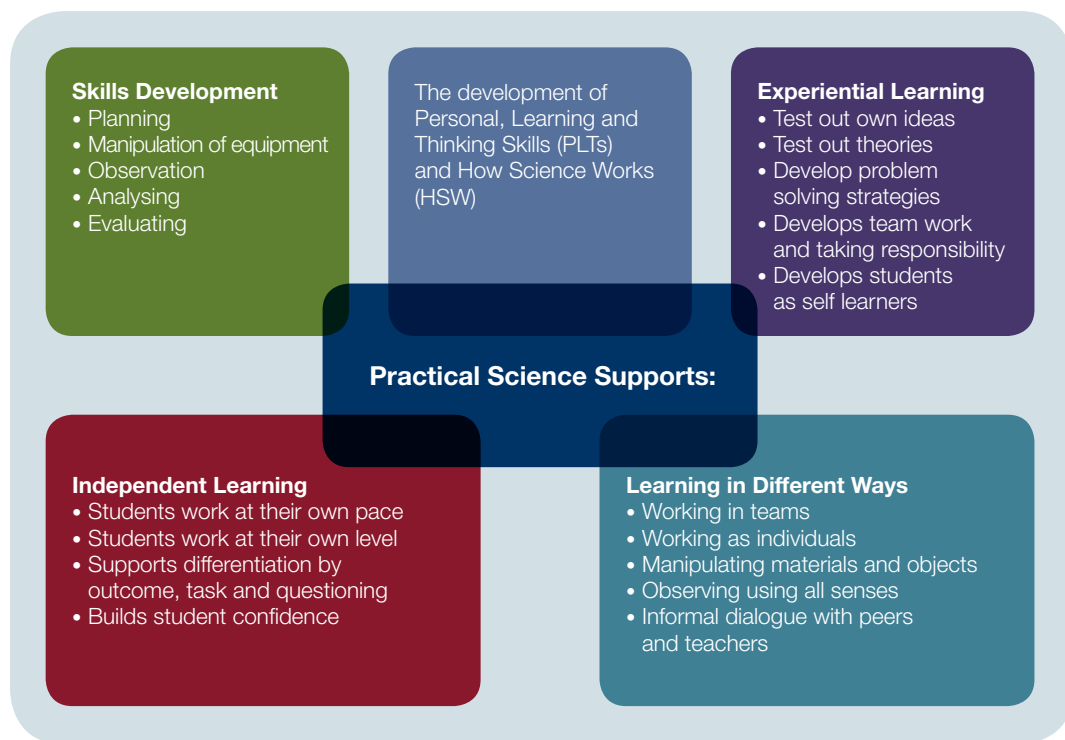 Skills Development
• Planning
• Manipulation of equipment
• Observation
• Analysing
• Evaluating
The development of
Personal, Learning and
Thinking Skills (PLTs)
and How Science Works
(HSW)
Experiential Learning
• Test out own ideas
• Test out theories
• Develop problem
solving strategies
• Develops team work
and taking responsibility
• Develops students
as self learners
Practical Science Supports:
Independent Learning
• Students work at their own pace
• Students work at their own level
• Supports differentiation by
outcome, task and questioning
• Builds student confidence
Learning in Different Ways
• Working in teams
• Working as individuals
• Manipulating materials and objects
• Observing using all senses
• Informal dialogue with peers
and teachers